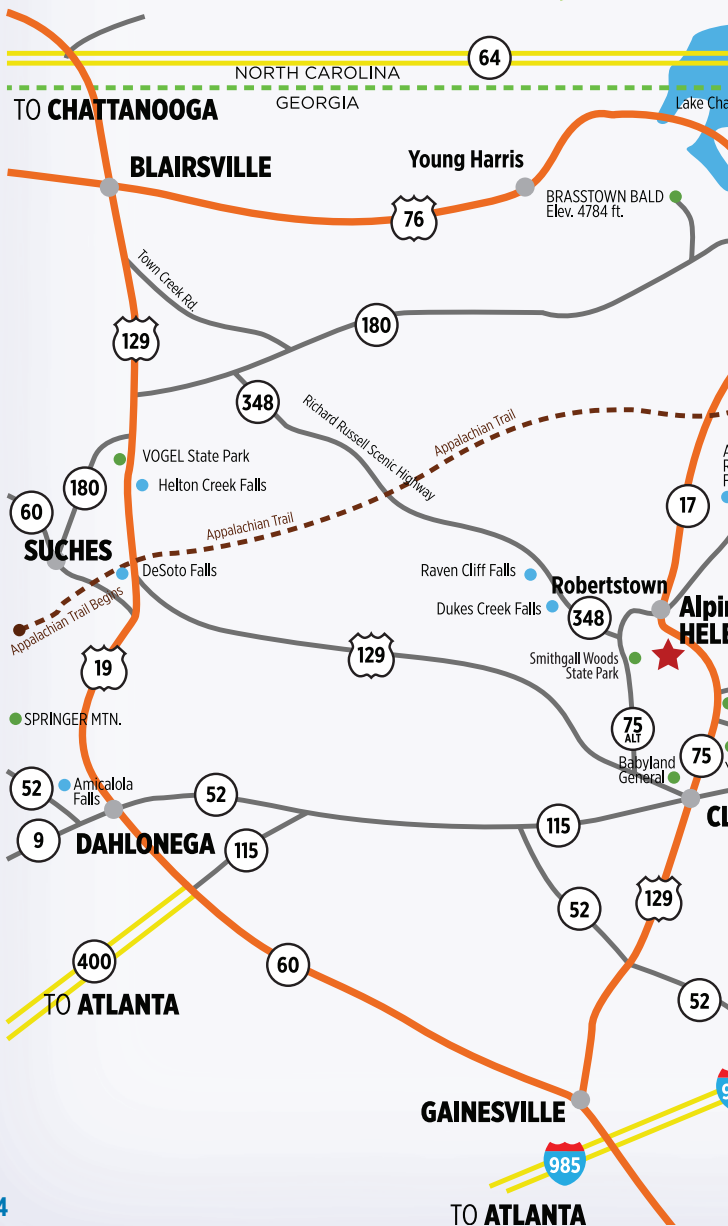 64
NORTH CAROLINA
GEORGIA
TO CHATTANOOGA
Lake Cha
BLAIRSVILLE
Young Harris
BRASSTOWN BALD
Elev. 4784 ft.
76
Town Creek Rd.
180
129
348
Richard Russell Scenic Highway
Appalachian Trail
VOGEL State Park
180
Helton Creek Falls
17
60
Appalachian Trail
SUCHES
DeSoto Falls
Raven Cliff Falls
Robertstown
Appalachian Trail Begins
Dukes Creek Falls
348
Alpin
HELE
129
Smithgall Woods
State Park
19
SPRINGER MTN.
75
ALT
75
Babyland
General
52
Amicalola
Falls
52
CL
9
DAHLONEGA
115
115
129
52
400
60
TO ATLANTA
52
GAINESVILLE
985
TO ATLANTA
4